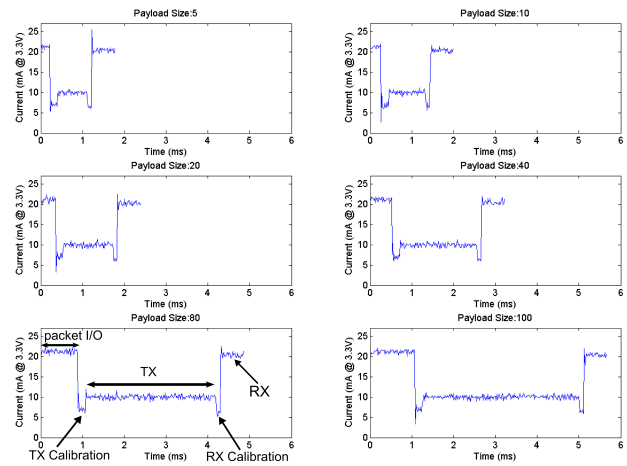 Payload Size:5
25
20
15
10
5
0
Current (mA @ 3.3V)
0 1 2 3 4 5 6
Time (ms)
Payload Size:10
25
20
15
10
5
0
Current (mA @ 3.3V)
0 1 2 3 4 5 6
Time (ms)
Payload Size:20
25
20
15
10
5
0
Current (mA @ 3.3V)
0 1 2 3 4 5 6
Time (ms)
Payload Size:40
25
20
15
10
5
0
Current (mA @ 3.3V)
0 1 2 3 4 5 6
Time (ms)
Payload Size:80
25
20
15
10
5
0
Current (mA @ 3.3V)
packet I/O
TX
RX
0 1 2 3 4 5 6
Time (ms)
TX Calibration
RX Calibration
Payload Size:100
25
20
15
10
5
0
Current (mA @ 3.3V)
0 1 2 3 4 5 6
Time (ms)